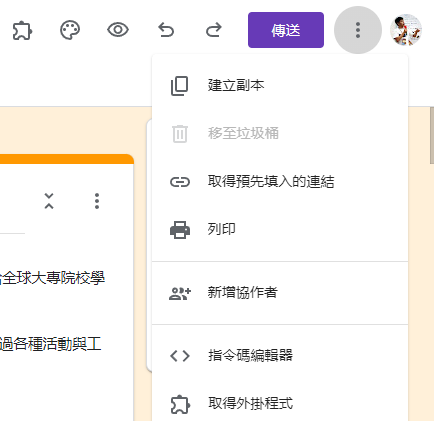 傳送
建立副本
移至垃圾桶
取得預先填入的連結
列印
新增協作者
全球大專院校學
過各種活動與工
指令碼編輯器
取得外掛程式